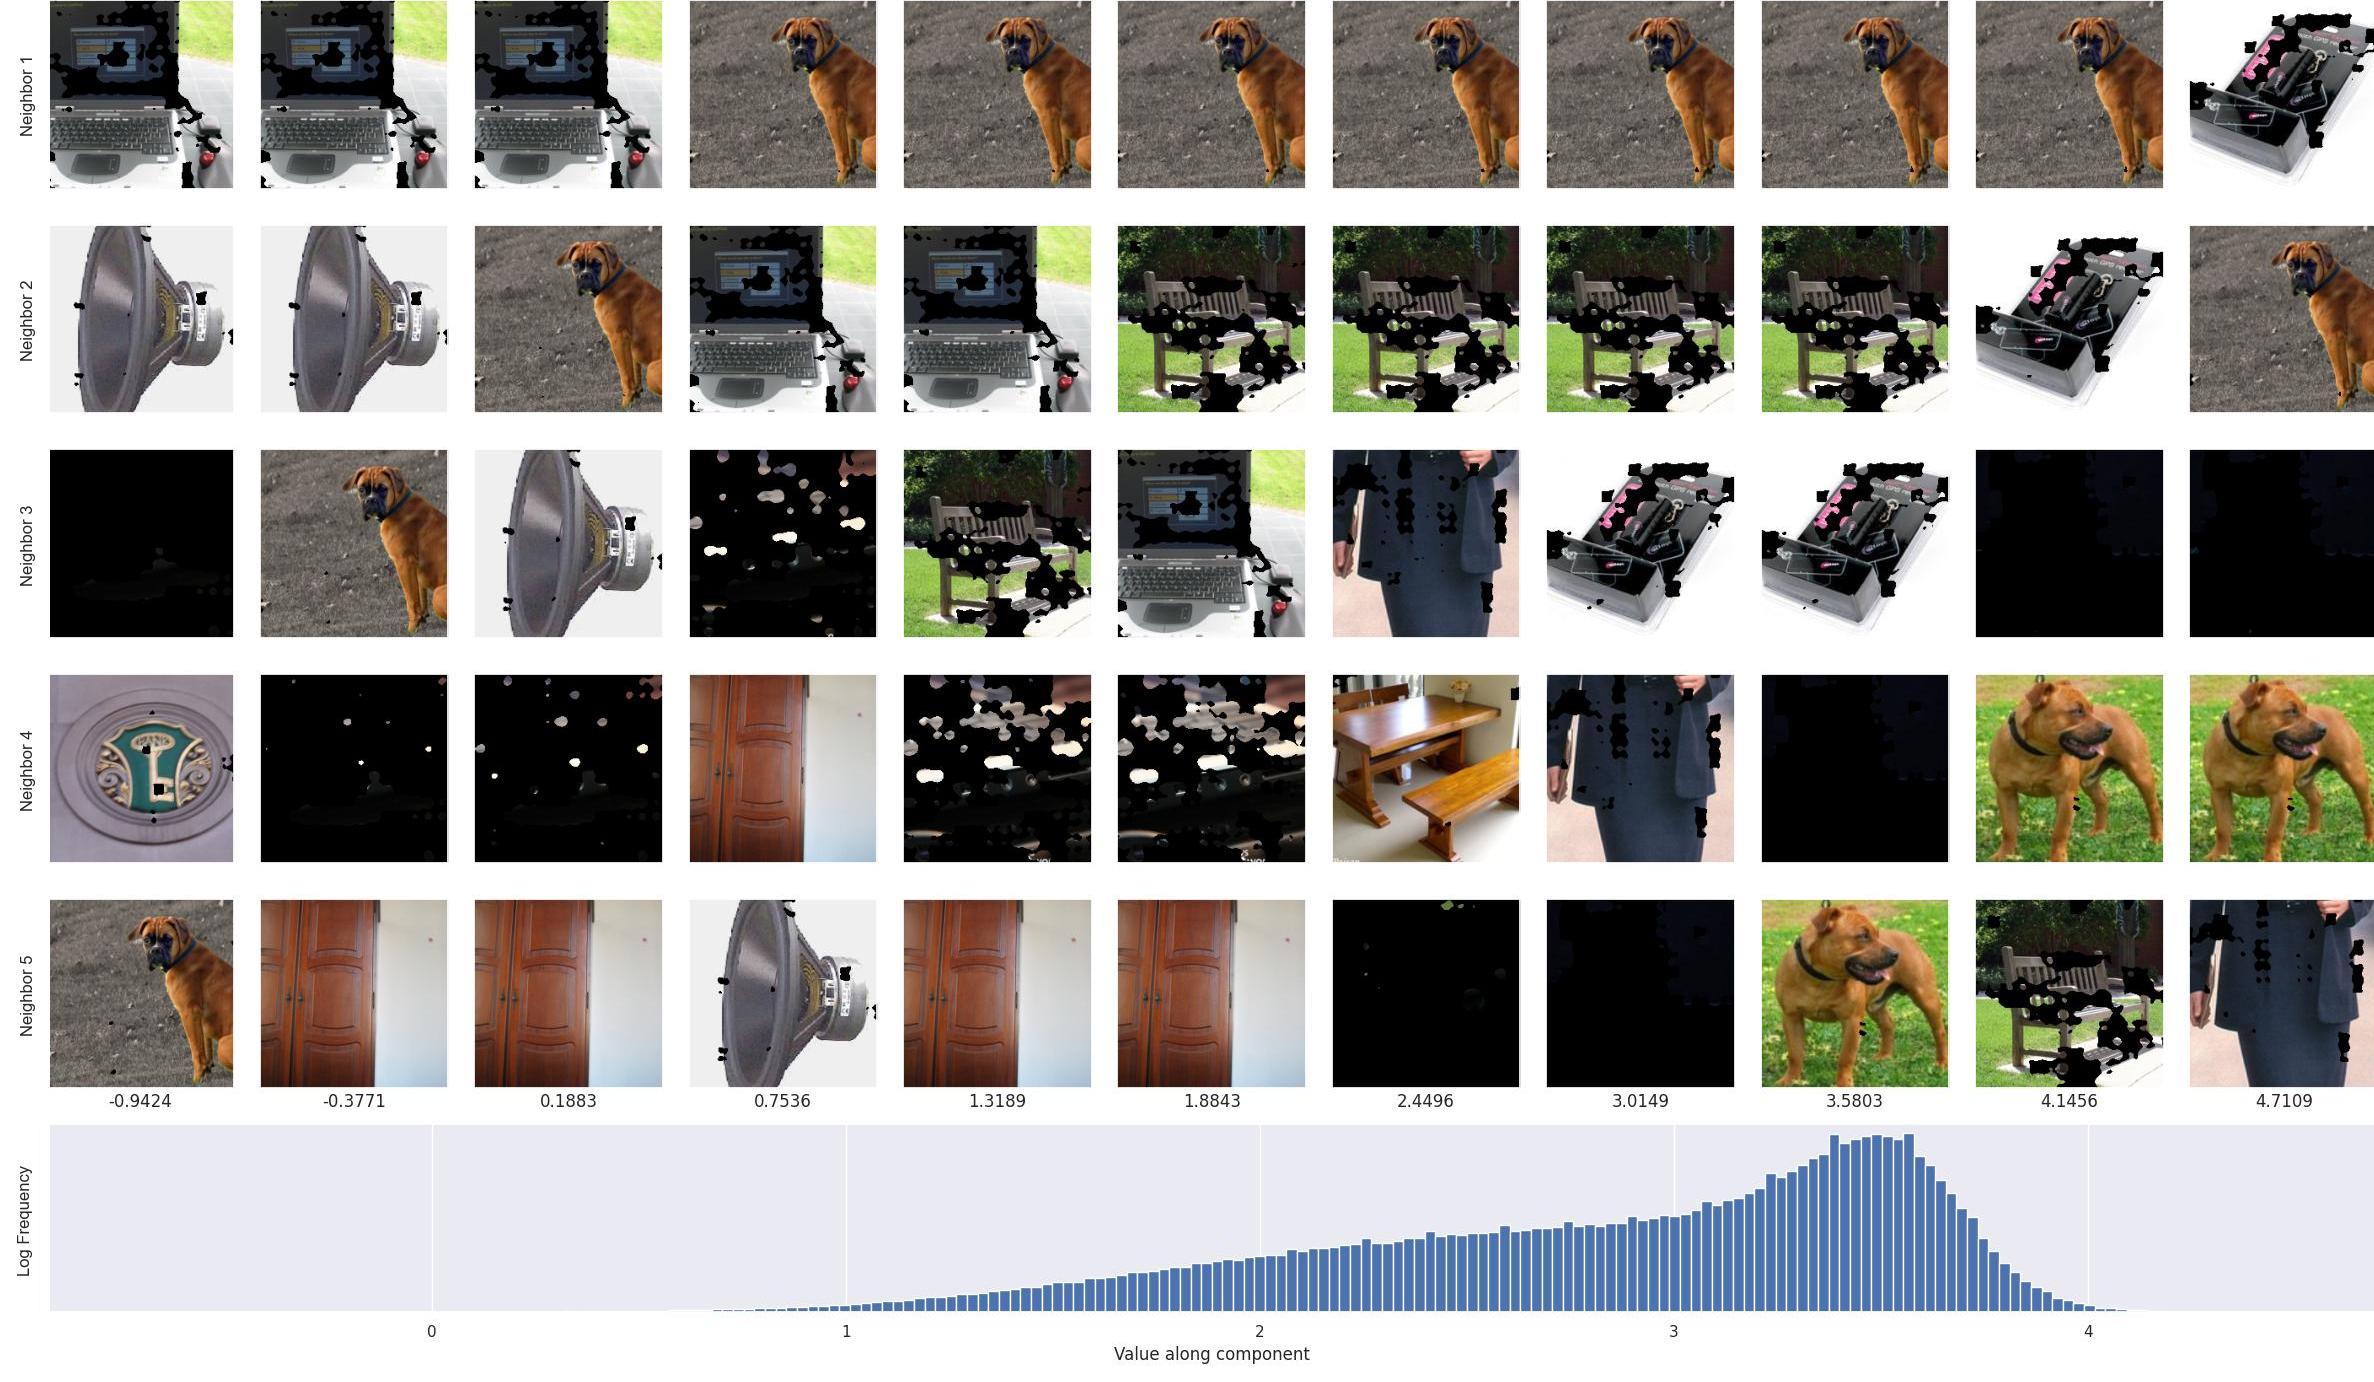 Neighbor 1
Neighbor 2
Neighbor 3
Neighbor 4
Neighbor 5
-0.9424
-0.3771
0.1883
0.7536
1.3189
1.8843
2.4496
3.0149
3.5803
4.1456
4.7109
Log Frequency
0
1
2
3
4
Value along component